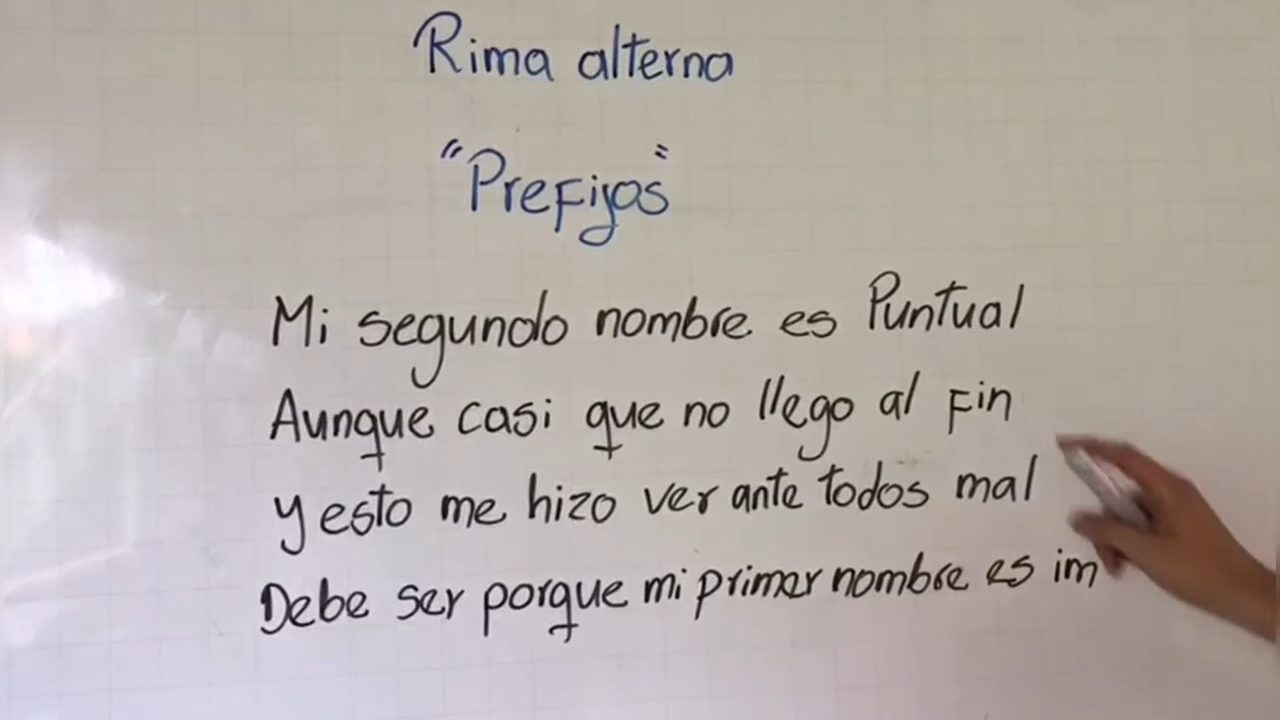 Rima alterna
"Prefijos"
Mi segundo nombre es Puntual
Aunque casi que no llego al fin
y esto me hizo ver ante todos mal
Debe ser porque mi primer nombre es im